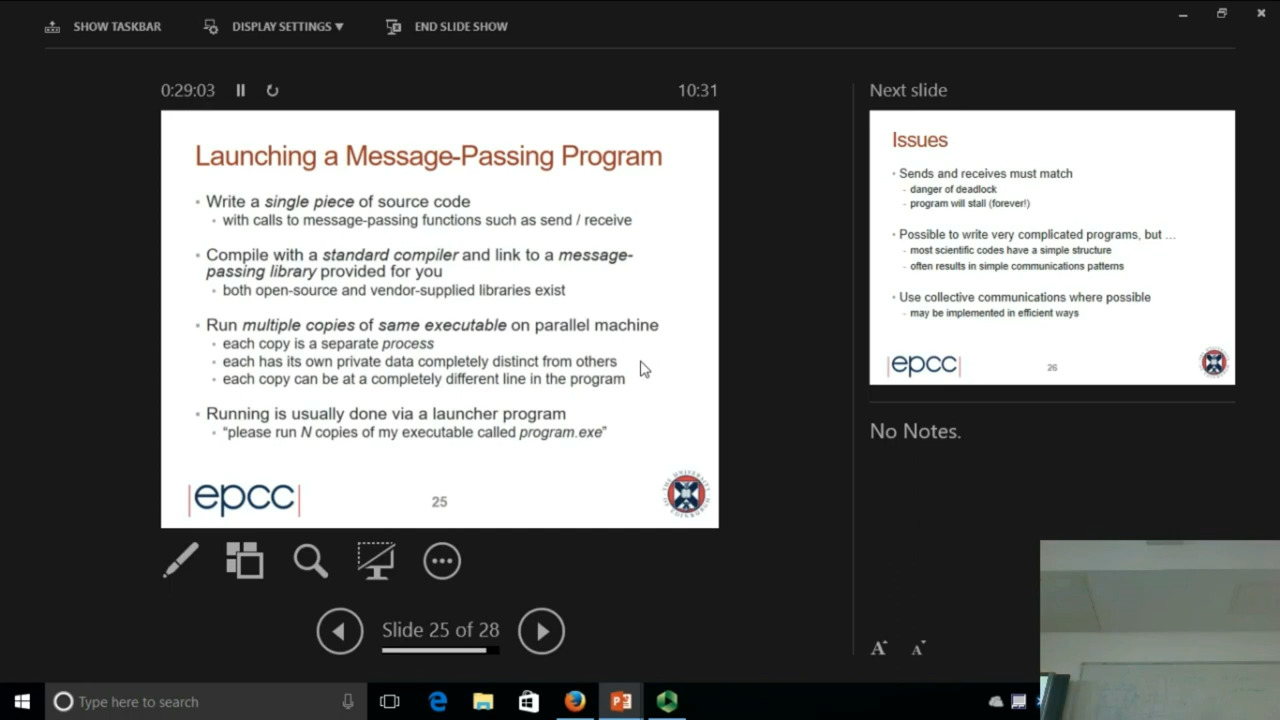 SHOW TASKBAR
DISPLAY SETTINGS ▼
END SLIDE SHOW
0:29:03
10:31
Launching a Message-Passing Program
• Write a single piece of source code
• with calls to message-passing functions such as send / receive
• Compile with a standard compiler and link to a message-
passing library provided for you
• both open-source and vendor-supplied libraries exist
• Run multiple copies of same executable on parallel machine
• each copy is a separate process
• each has its own private data completely distinct from others
• each copy can be at a completely different line in the program
• Running is usually done via a launcher program
• “please run N copies of my executable called program.exe”
|epcc|
25
Next slide
Issues
• Sends and receives must match
- danger of deadlock
- program will stall (forever!)
• Possible to write very complicated programs, but ...
- most scientific codes have a simple structure
- often results in simple communications patterns
• Use collective communications where possible
- may be implemented in efficient ways
|epcc|
26
No Notes.
Slide 25 of 28
A A
Type here to search